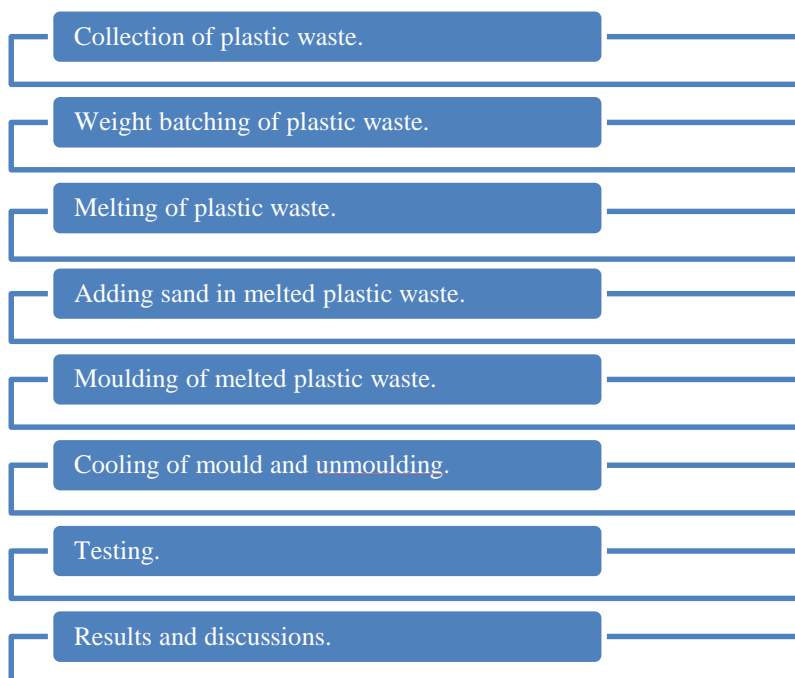 Collection of plastic waste.
Weight batching of plastic waste.
Melting of plastic waste.
Adding sand in melted plastic waste.
Moulding of melted plastic waste.
Cooling of mould and unmoulding.
Testing.
Results and discussions.